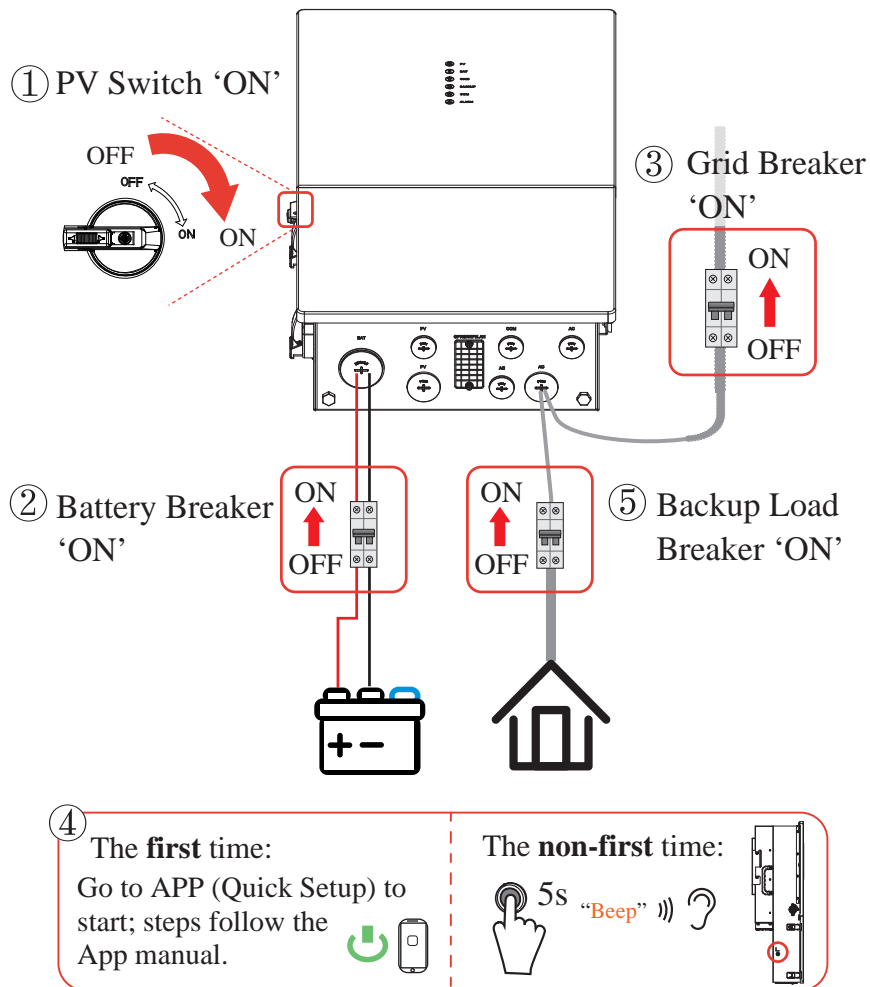 ① PV Switch ‘ON’
OFF
OFF
ON
ON
③ Grid Breaker
‘ON’
ON
OFF
BAT
PV
COM
AC
PV
AC
② Battery Breaker
‘ON’
ON
OFF
ON
OFF
⑤ Backup Load
Breaker ‘ON’
+ -
④
The first time:
Go to APP (Quick Setup) to
start; steps follow the
App manual.
The non-first time:
5s
“Beep”